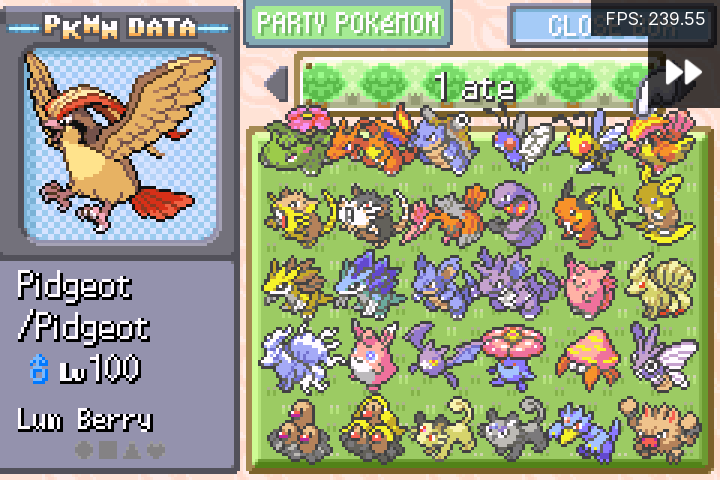 PKMN DATA
PARTY POKéMON
FPS: 239.55
1 ate
Pidgeot
/Pidgeot
Lv100
Lum Berry